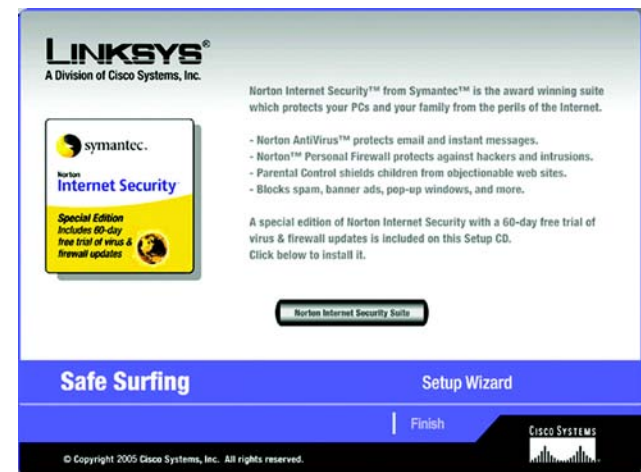 LINKSYS®
A Division of Cisco Systems, Inc.
symantec.
Norton
Internet Security™
Special Edition
Includes 60-day
free trial of virus &
firewall updates
Norton Internet Security™ from Symantec™ is the award winning suite
which protects your PCs and your family from the perils of the Internet.
- Norton AntiVirus™ protects email and instant messages.
- Norton™ Personal Firewall protects against hackers and intrusions.
- Parental Control shields children from objectionable web sites.
- Blocks spam, banner ads, pop-up windows, and more.
A special edition of Norton Internet Security with a 60-day free trial of
virus & firewall updates is included on this Setup CD.
Click below to install it.
Norton Internet Security Suite
Safe Surfing
Setup Wizard
Finish
CISCO SYSTEMS
© Copyright 2005 Cisco Systems, Inc. All rights reserved.